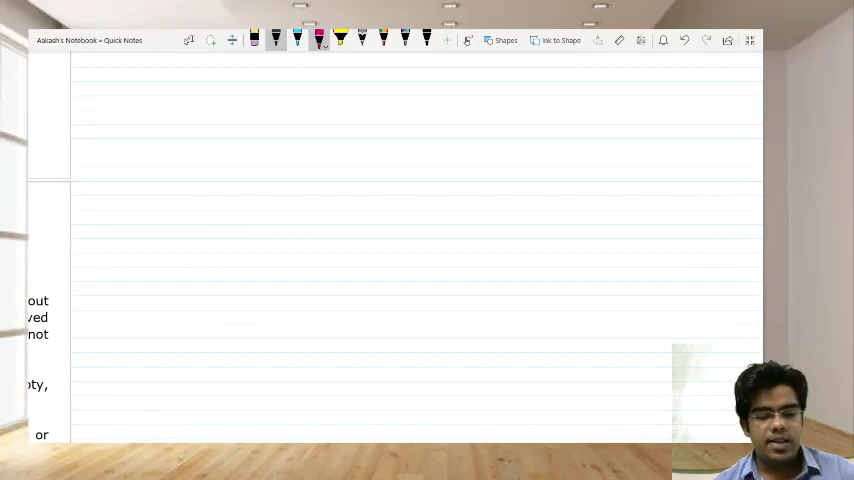 Aakash's Notebook » Quick Notes
Shapes
Ink to Shape
out
ved
not
oty,
or